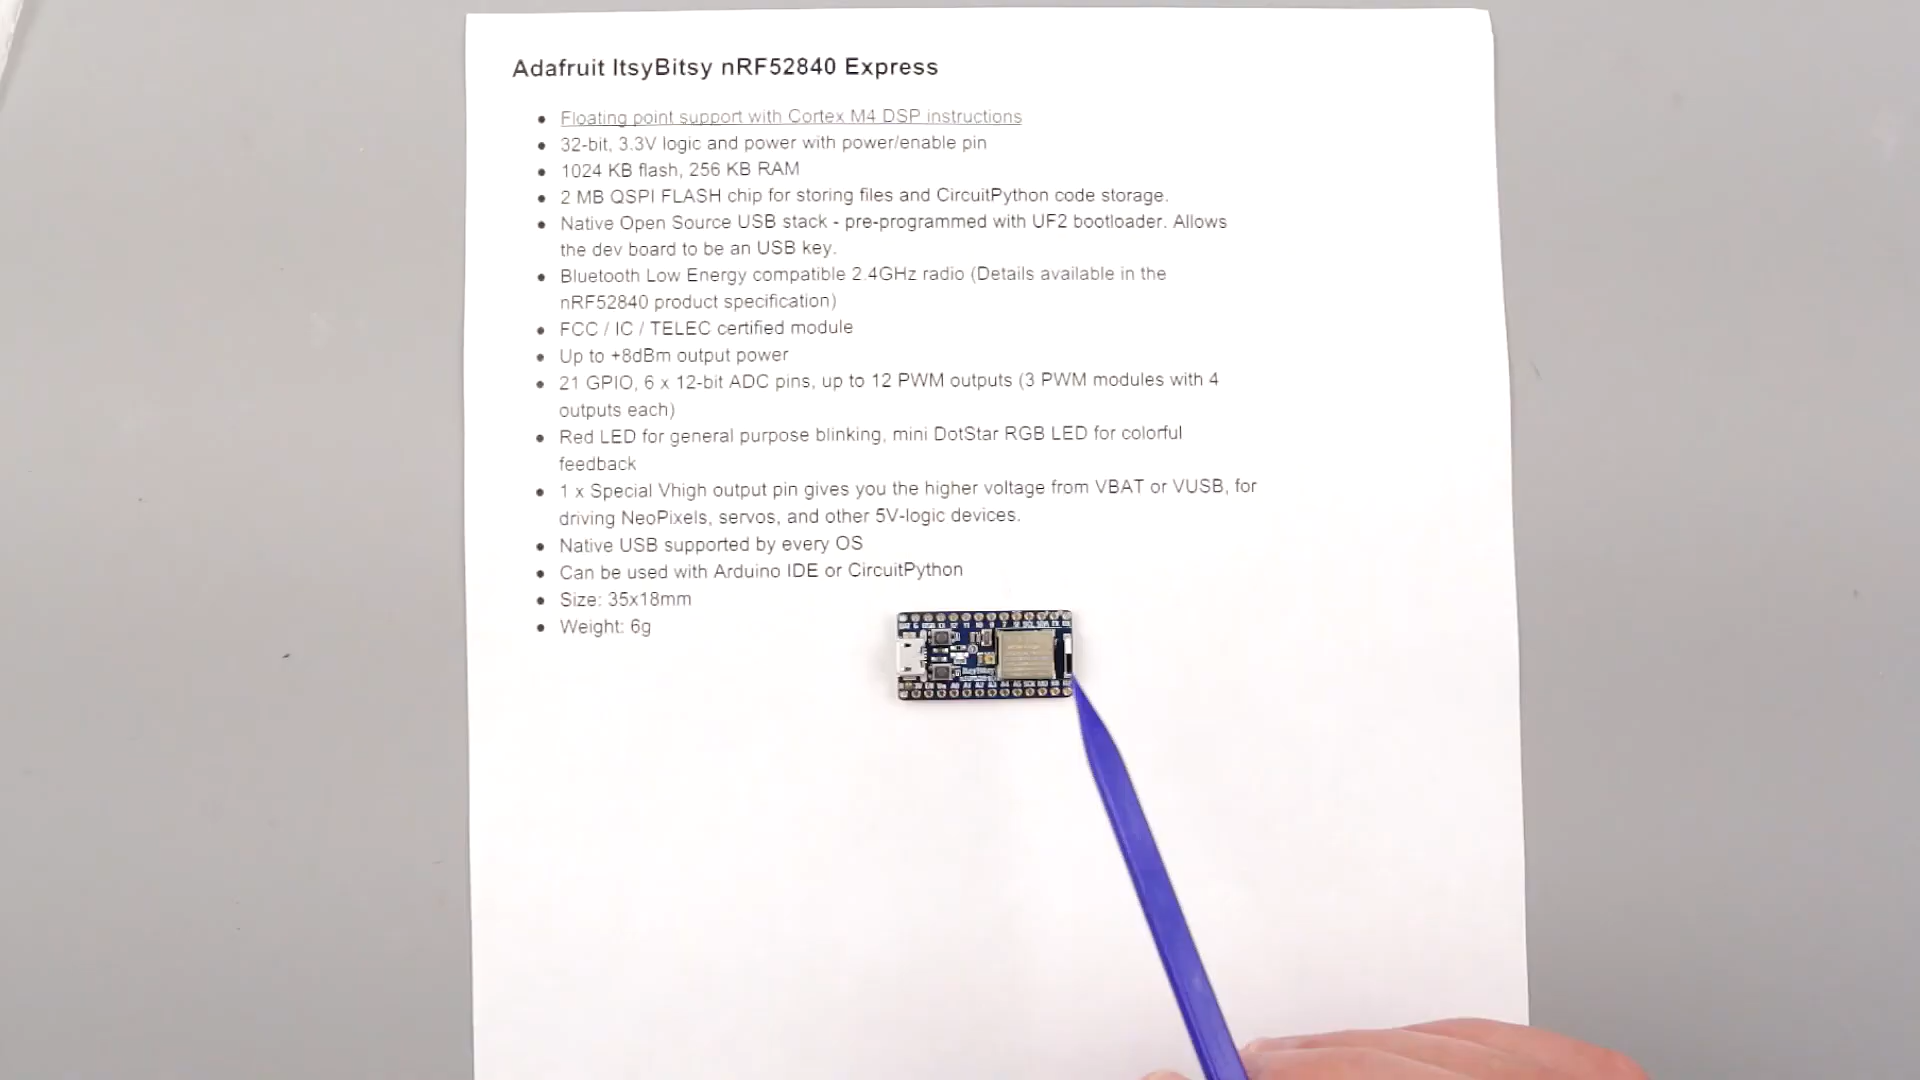 Adafruit ItsyBitsy nRF52840 Express
Floating point support with Cortex M4 DSP instructions
32-bit, 3.3V logic and power with power/enable pin
1024 KB flash, 256 KB RAM
2 MB QSPI FLASH chip for storing files and CircuitPython code storage.
Native Open Source USB stack - pre-programmed with UF2 bootloader. Allows
the dev board to be an USB key.
Bluetooth Low Energy compatible 2.4GHz radio (Details available in the
nRF52840 product specification)
FCC / IC / TELEC certified module
Up to +8dBm output power
21 GPIO, 6 x 12-bit ADC pins, up to 12 PWM outputs (3 PWM modules with 4
outputs each)
Red LED for general purpose blinking, mini DotStar RGB LED for colorful
feedback
1 x Special Vhigh output pin gives you the higher voltage from VBAT or VUSB, for
driving NeoPixels, servos, and other 5V-logic devices.
Native USB supported by every OS
Can be used with Arduino IDE or CircuitPython
Size: 35x18mm
Weight: 6g